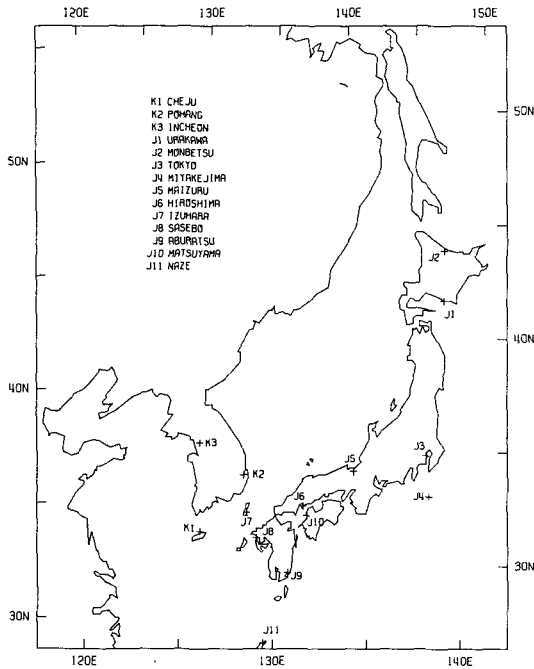 120E 130E 140E 150E
K1 CHEJU
K2 POHANG
K3 INCHEON
J1 URAKAWA
J2 MONBETSU
J3 TOKYO
J4 MIYAKEJIMA
J5 MAIZURU
J6 HIROSHIMA
J7 IZUHARA
J8 SASEBO
J9 ABURATSU
J10 MATSUYAMA
J11 NAZE
50N
50N
J2
J1
40N
40N
K3
J3
J5
K2
J4
J6
K1
J7
J10
J8
J9
30N
30N
J11
120E 130E 140E